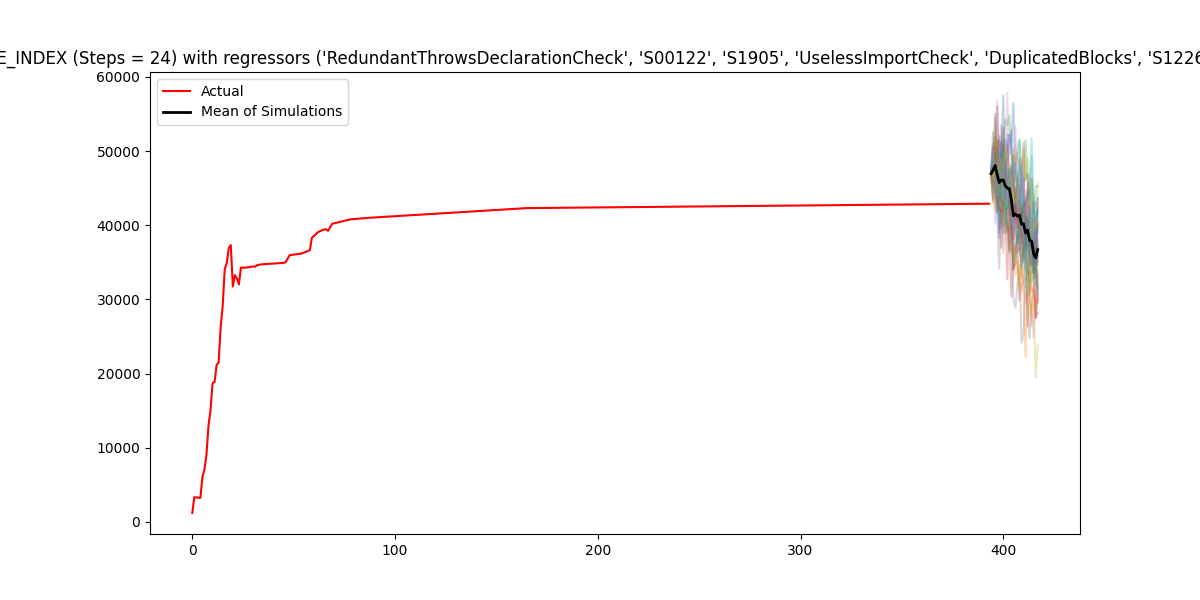 E_INDEX (Steps = 24) with regressors ('RedundantThrowsDeclarationCheck', 'S00122', 'S1905', 'UselessImportCheck', 'DuplicatedBlocks', 'S1226
Actual
Mean of Simulations
60000
50000
40000
30000
20000
10000
0
0 100 200 300 400